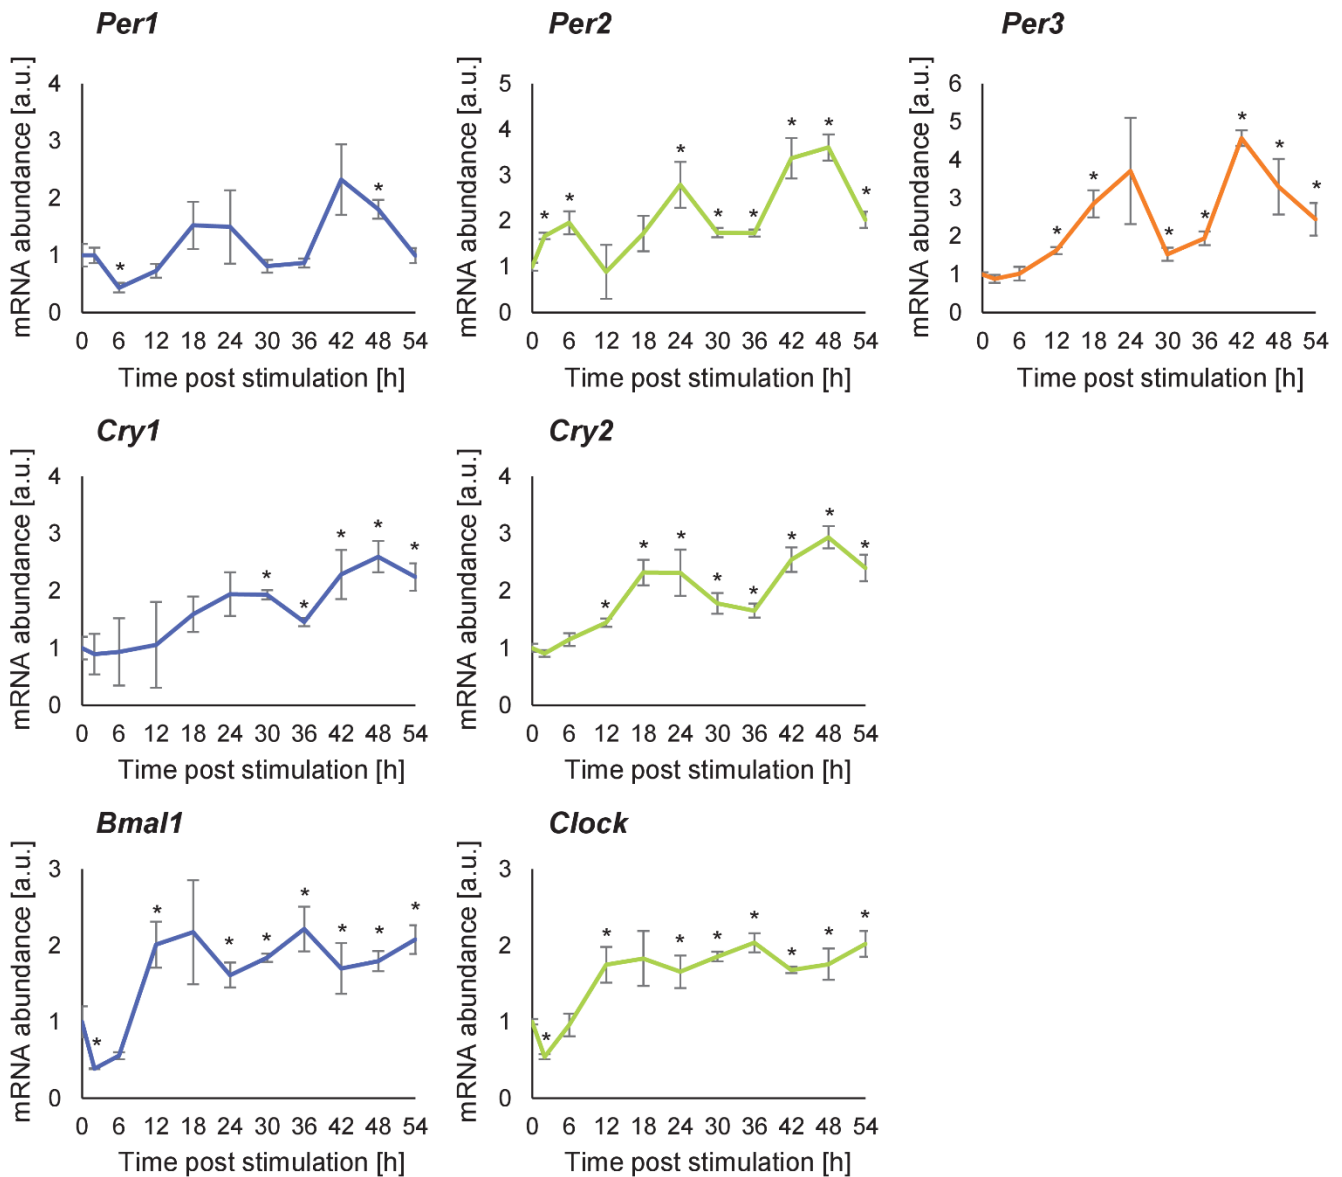 Per1
mRNA abundance [a.u.]
4
3
2
1
0
*
*
0 6 12 18 24 30 36 42 48 54
Time post stimulation [h]
Per2
mRNA abundance [a.u.]
5
4
3
2
1
0
* * * * * * * *
0 6 12 18 24 30 36 42 48 54
Time post stimulation [h]
Per3
mRNA abundance [a.u.]
6
5
4
3
2
1
0
* * * * * * *
0 6 12 18 24 30 36 42 48 54
Time post stimulation [h]
Cry1
mRNA abundance [a.u.]
4
3
2
1
0
* * * * *
0 6 12 18 24 30 36 42 48 54
Time post stimulation [h]
Cry2
mRNA abundance [a.u.]
4
3
2
1
0
* * * * * * * *
0 6 12 18 24 30 36 42 48 54
Time post stimulation [h]
Bmal1
mRNA abundance [a.u.]
3
2
1
0
* * * * * * * *
0 6 12 18 24 30 36 42 48 54
Time post stimulation [h]
Clock
mRNA abundance [a.u.]
3
2
1
0
* * * * * * * *
0 6 12 18 24 30 36 42 48 54
Time post stimulation [h]